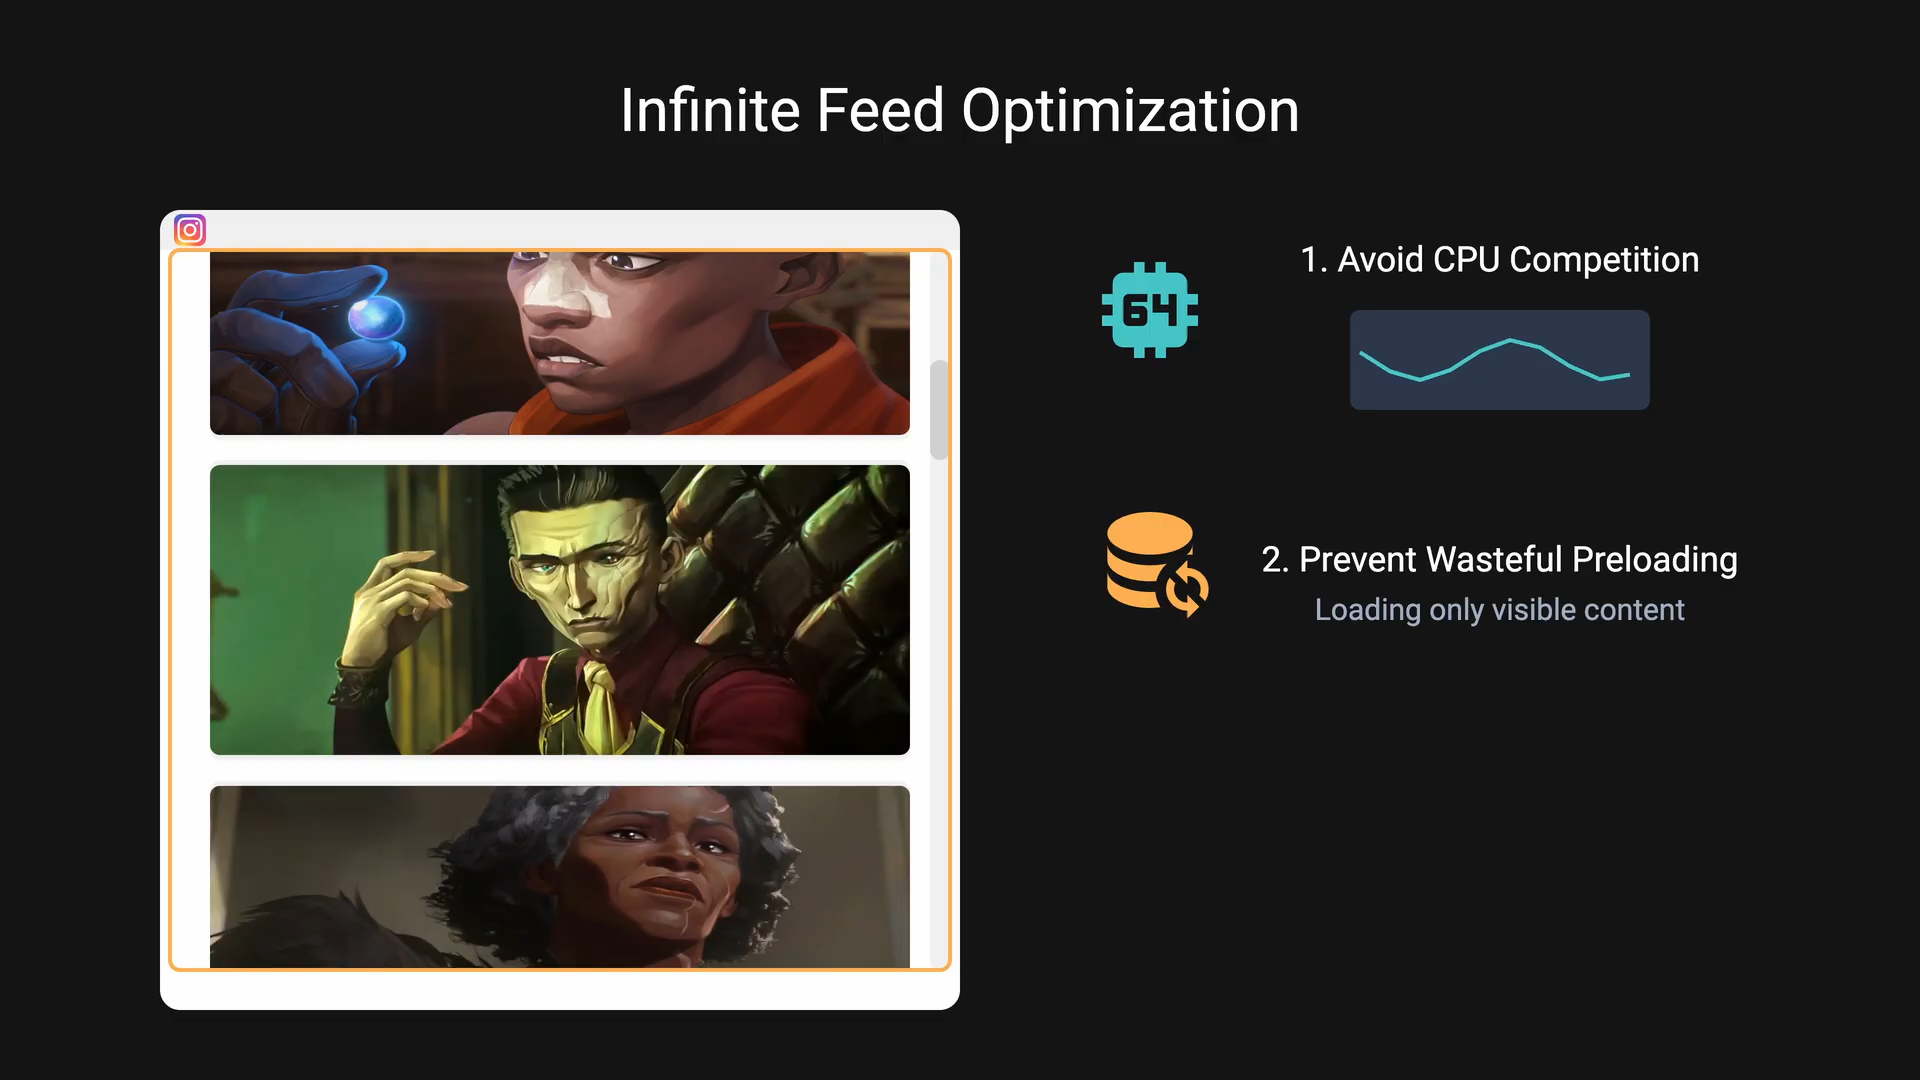 Infinite Feed Optimization
64
1. Avoid CPU Competition
2. Prevent Wasteful Preloading
Loading only visible content